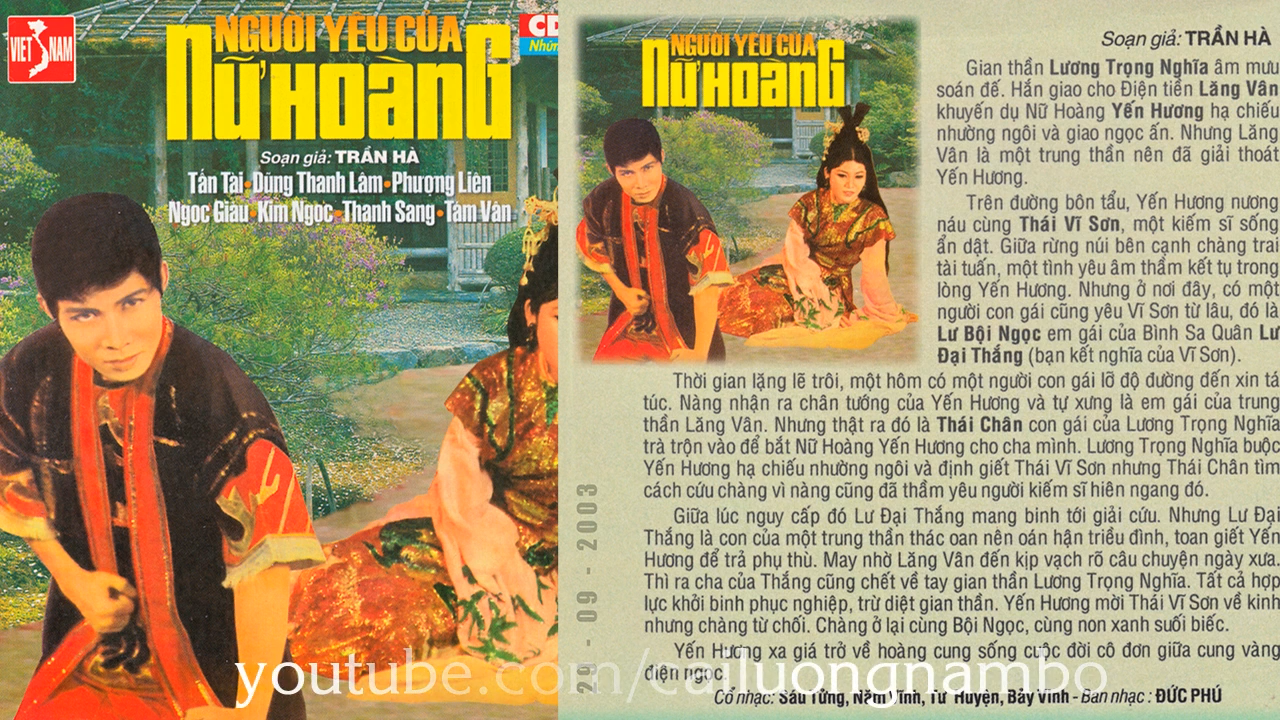 VIỆT NAM
NGƯỜI YÊU CỦA
NỮ HOÀNG
CD
Soạn giả: TRẦN HÀ
Tấn Tài • Dũng Thanh Lâm • Phượng Liên
Ngọc Giàu • Kim Ngọc • Thanh Sang • Tám Vân
NGƯỜI YÊU CỦA
NỮ HOÀNG
Soạn giả: TRẦN HÀ
Gian thần Lương Trọng Nghĩa âm mưu
soán đế. Hắn giao cho Điện tiền Lăng Vân
khuyến dụ Nữ Hoàng Yến Hương hạ chiếu
nhường ngôi và giao ngọc ấn. Nhưng Lăng
Vân là một trung thần nên đã giải thoát
Yến Hương.
Trên đường bôn tẩu, Yến Hương nương
náu cùng Thái Vĩ Sơn, một kiếm sĩ sống
ẩn dật. Giữa rừng núi bên cạnh chàng trai
tài tuấn, một tình yêu âm thầm kết tụ trong
lòng Yến Hương. Nhưng ở nơi đây, có một
người con gái cũng yêu Vĩ Sơn từ lâu, đó là
Lư Bội Ngọc em gái của Bình Sa Quân Lư
Đại Thắng (bạn kết nghĩa của Vĩ Sơn).
Thời gian lặng lẽ trôi, một hôm có một người con gái lỡ độ đường đến xin tá
túc. Nàng nhận ra chân tướng của Yến Hương và tự xưng là em gái của trung
thần Lăng Vân. Nhưng thật ra đó là Thái Chân con gái của Lương Trọng Nghĩa
trà trộn vào để bắt Nữ Hoàng Yến Hương cho cha mình. Lương Trọng Nghĩa buộc
Yến Hương hạ chiếu nhường ngôi và định giết Thái Vĩ Sơn nhưng Thái Chân tìm
cách cứu chàng vì nàng cũng đã thầm yêu người kiếm sĩ hiên ngang đó.
Giữa lúc nguy cấp đó Lư Đại Thắng mang binh tới giải cứu. Nhưng Lư Đại
Thắng là con của một trung thần thác oan nên oán hận triều đình, toan giết Yến
Hương để trả phụ thù. May nhờ Lăng Vân đến kịp vạch rõ câu chuyện ngày xưa.
Thì ra cha của Thắng cũng chết về tay gian thần Lương Trọng Nghĩa. Tất cả hợp
lực khởi binh phục nghiệp, trừ diệt gian thần. Yến Hương mời Thái Vĩ Sơn về kinh
nhưng chàng từ chối. Chàng ở lại cùng Bội Ngọc, cùng non xanh suối biếc.
Yến Hương xa giá trở về hoàng cung sống cuộc đời cô đơn giữa cung vàng
điện ngọc.
Cổ nhạc: Sáu Tửng, Năm Vĩnh, Tư Huyện, Bảy Vinh - Ban nhạc: ĐỨC PHÚ
29 - 09 - 2003
youtube.com/cailuongnambo